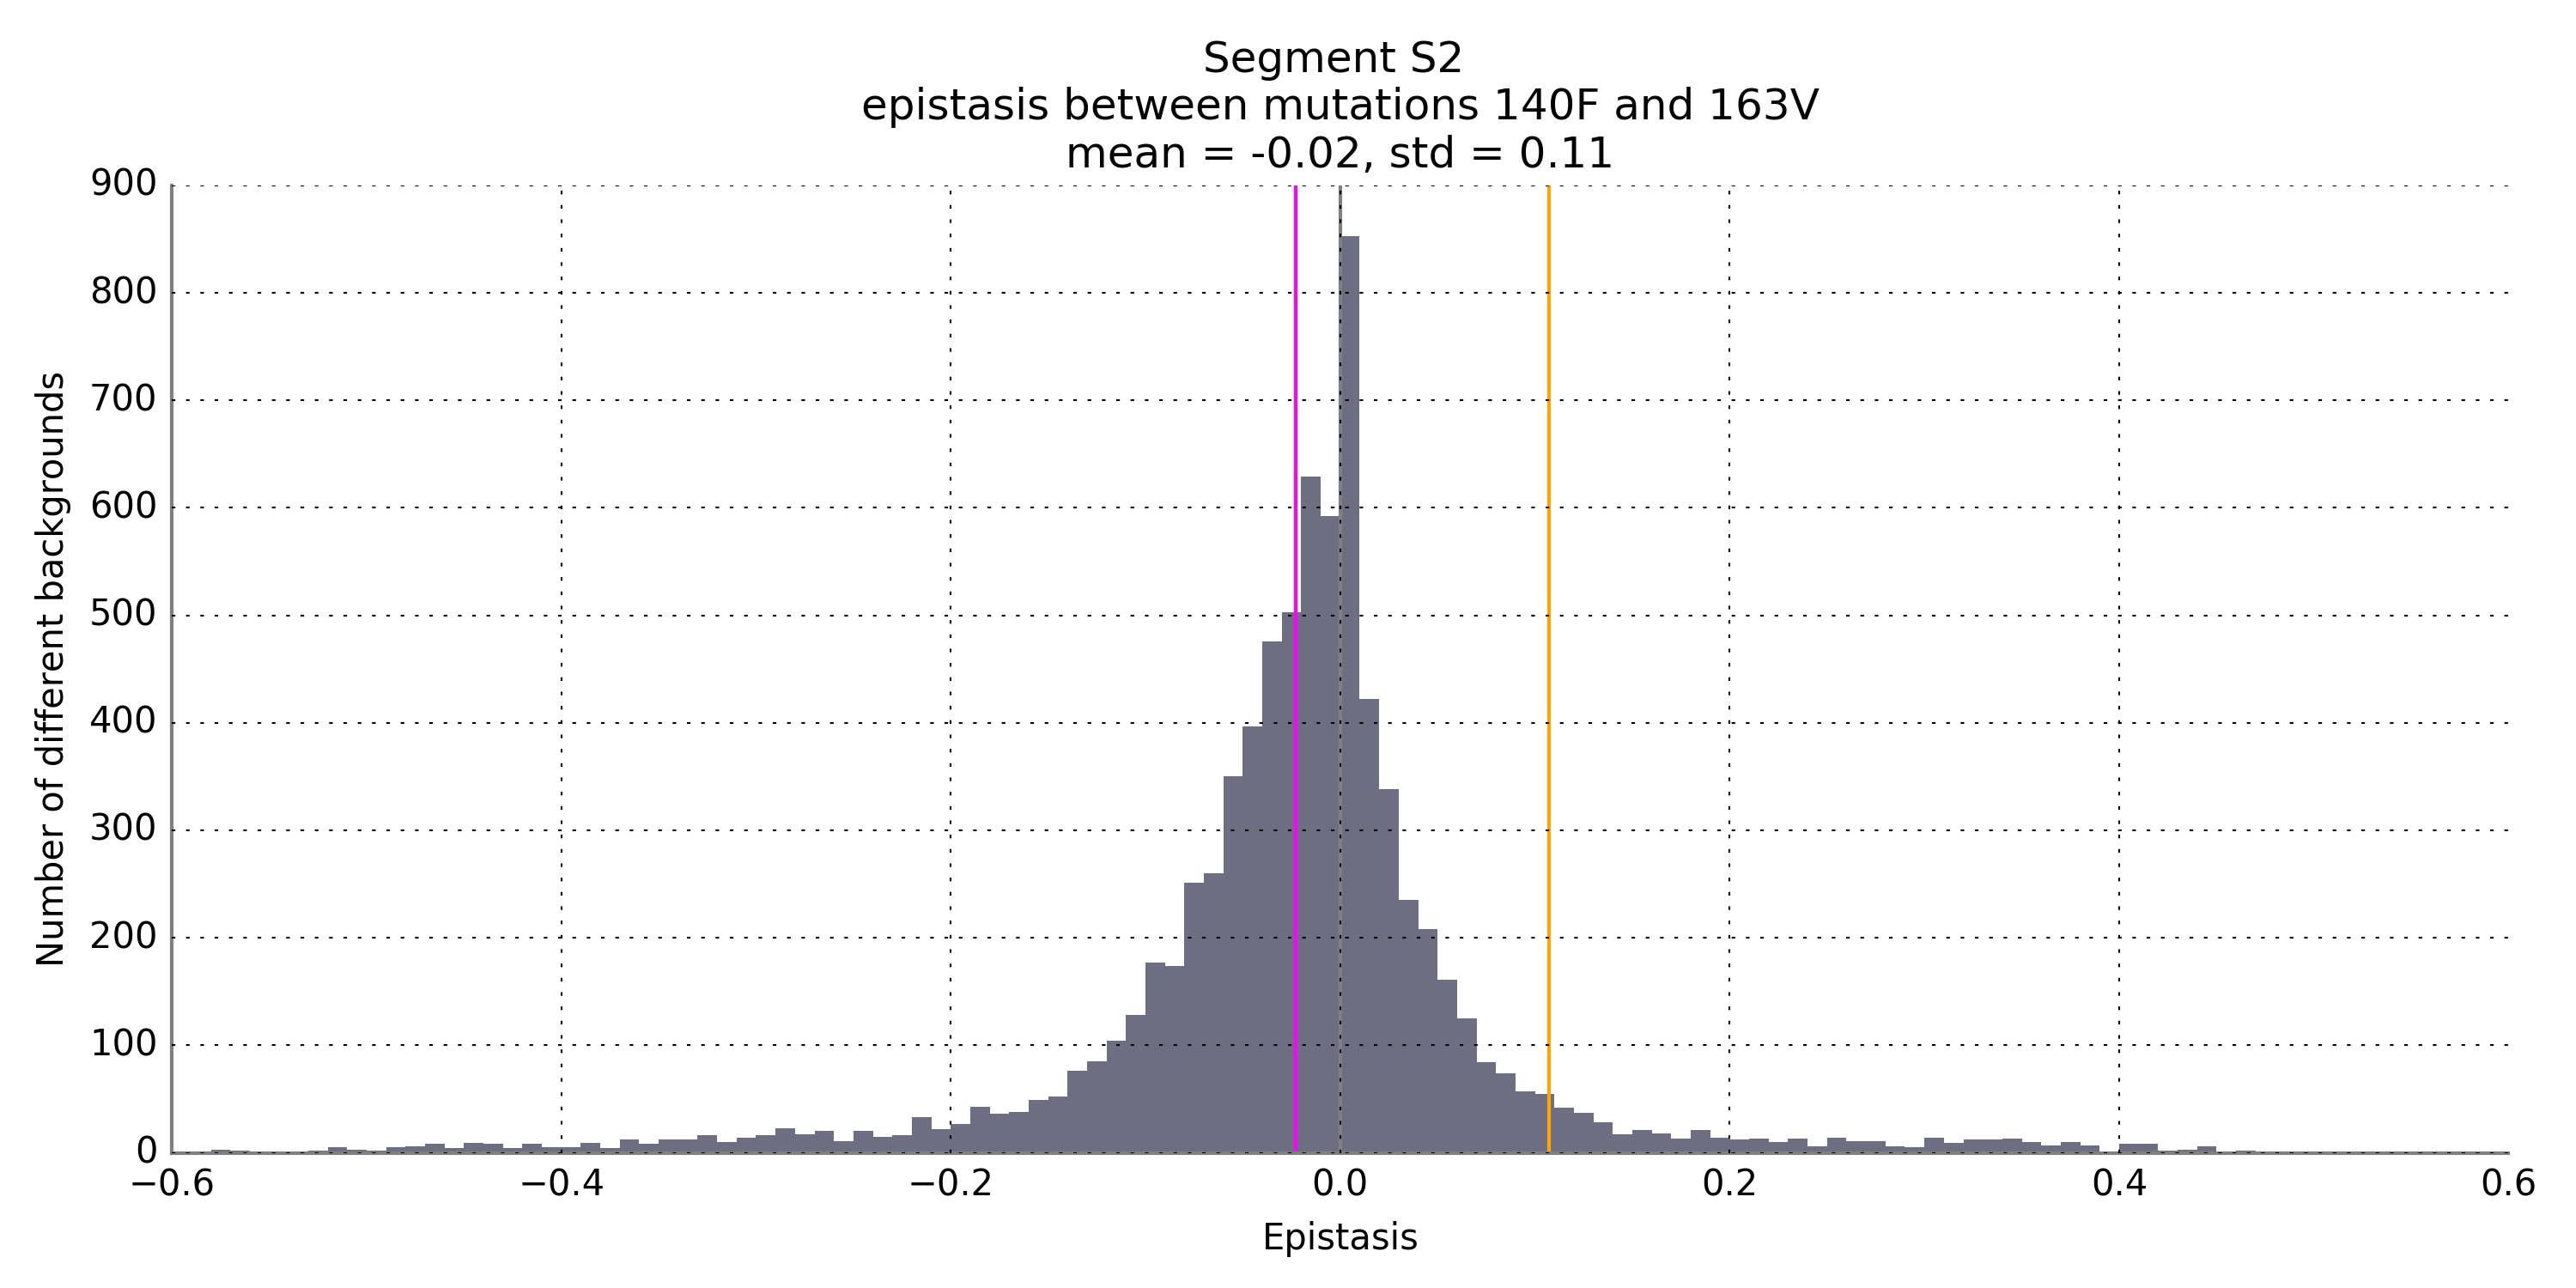 Segment S2
epistasis between mutations 140F and 163V
mean = -0.02, std = 0.11
900
800
700
600
500
400
300
200
100
0
Number of different backgrounds
−0.6 −0.4 −0.2 0.0 0.2 0.4 0.6
Epistasis